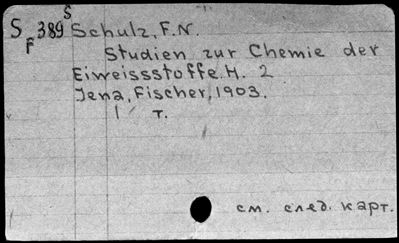 S
S F 389 Schulz, F.N.
Studien zur Chemie der
Eiweissstoffe. H. 2
Jena, Fischer, 1903.
1 т.
см. след. карт.